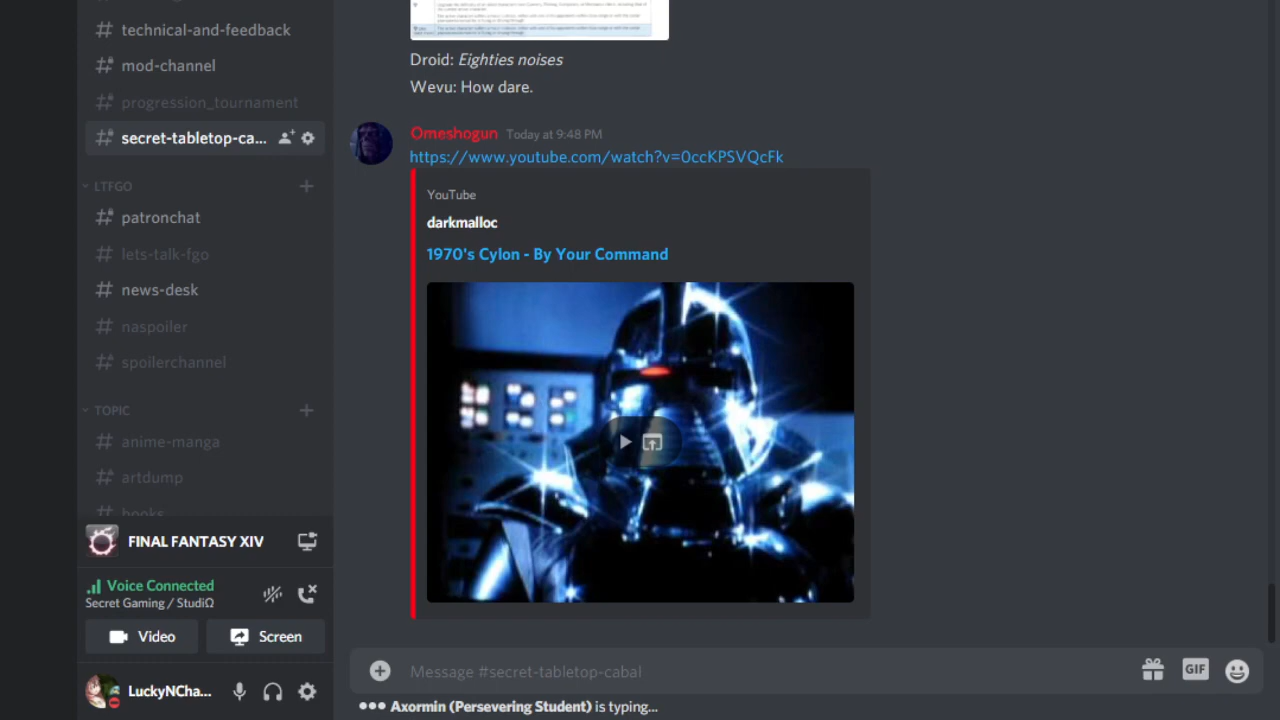 technical-and-feedback
mod-channel
progression_tournament
secret-tabletop-ca...
LTFGO
patronchat
lets-talk-fgo
news-desk
naspoiler
spoilerchannel
TOPIC
anime-manga
artdump
books
FINAL FANTASY XIV
Voice Connected
Secret Gaming / StudiΩ
Video
Screen
LuckyNCha...
Droid: Eighties noises
Wevu: How dare.
Omeshogun Today at 9:48 PM
https://www.youtube.com/watch?v=0ccKPSVQcFk
YouTube
darkmalloc
1970's Cylon - By Your Command
Message #secret-tabletop-cabal
GIF
Axormin (Persevering Student) is typing...